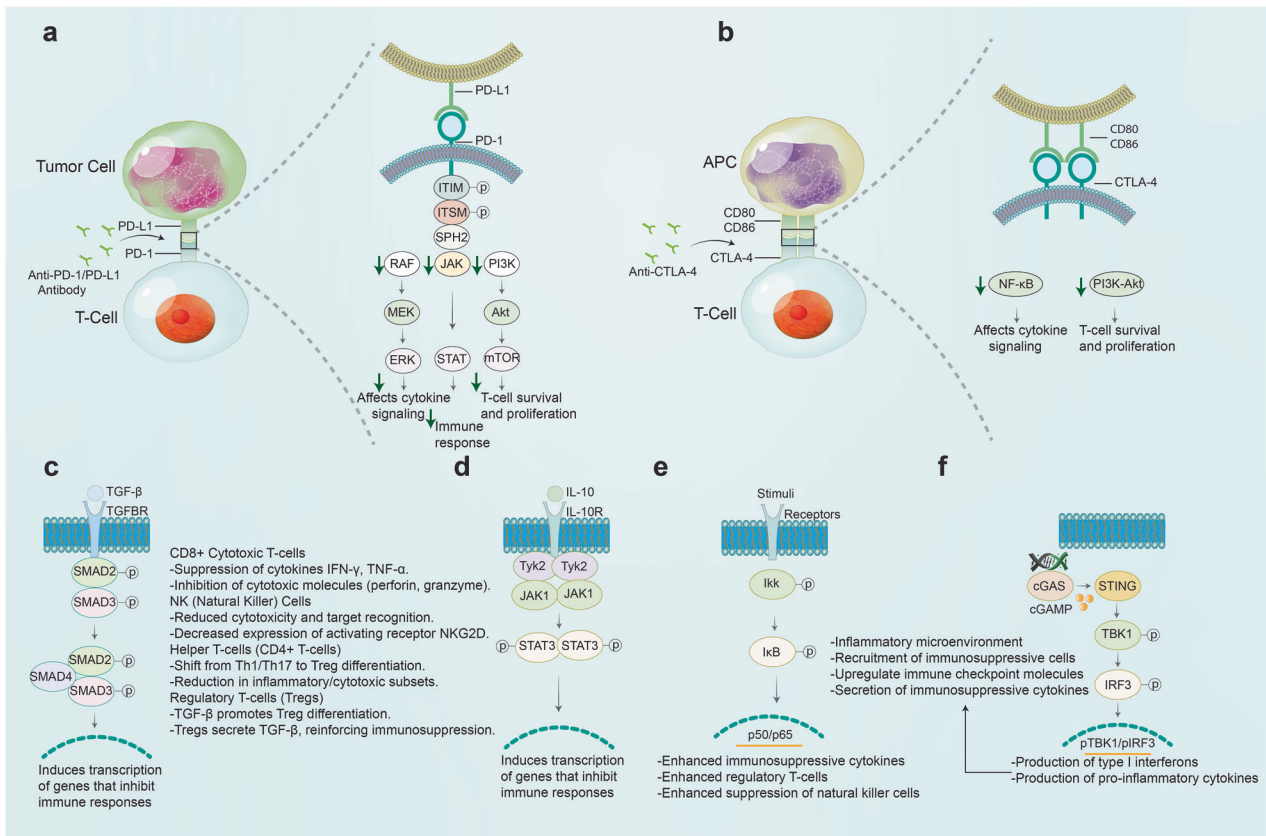 a
PD-L1
PD-1
ITIM
p
ITSM
p
SPH2
RAF
JAK
PI3K
MEK
Akt
ERK
STAT
mTOR
Affects cytokine
signaling
Immune
response
T-cell survival
and proliferation
Tumor Cell
PD-L1
PD-1
Anti-PD-1/PD-L1
Antibody
T-Cell
b
APC
CD80
CD86
CTLA-4
Anti-CTLA-4
T-Cell
CD80
CD86
CTLA-4
NF-κB
PI3K-Akt
Affects cytokine
signaling
T-cell survival
and proliferation
c
TGF-β
TGFBR
SMAD2
p
SMAD3
p
SMAD2
p
SMAD4
SMAD3
p
Induces transcription
of genes that inhibit
immune responses
CD8+ Cytotoxic T-cells
-Suppression of cytokines IFN-γ, TNF-α.
-Inhibition of cytotoxic molecules (perforin, granzyme).
NK (Natural Killer) Cells
-Reduced cytotoxicity and target recognition.
-Decreased expression of activating receptor NKG2D.
Helper T-cells (CD4+ T-cells)
-Shift from Th1/Th17 to Treg differentiation.
-Reduction in inflammatory/cytotoxic subsets.
Regulatory T-cells (Tregs)
-TGF-β promotes Treg differentiation.
-Tregs secrete TGF-β, reinforcing immunosuppression.
d
IL-10
IL-10R
Tyk2
Tyk2
JAK1
JAK1
p
STAT3
STAT3
p
Induces transcription
of genes that inhibit
immune responses
e
Stimuli
Receptors
Ikk
p
IκB
p
p50/p65
-Enhanced immunosuppressive cytokines
-Enhanced regulatory T-cells
-Enhanced suppression of natural killer cells
f
cGAS
STING
cGAMP
TBK1
p
IRF3
p
pTBK1/pIRF3
-Production of type I interferons
-Production of pro-inflammatory cytokines
-Inflammatory microenvironment
-Recruitment of immunosuppressive cells
-Upregulate immune checkpoint molecules
-Secretion of immunosuppressive cytokines